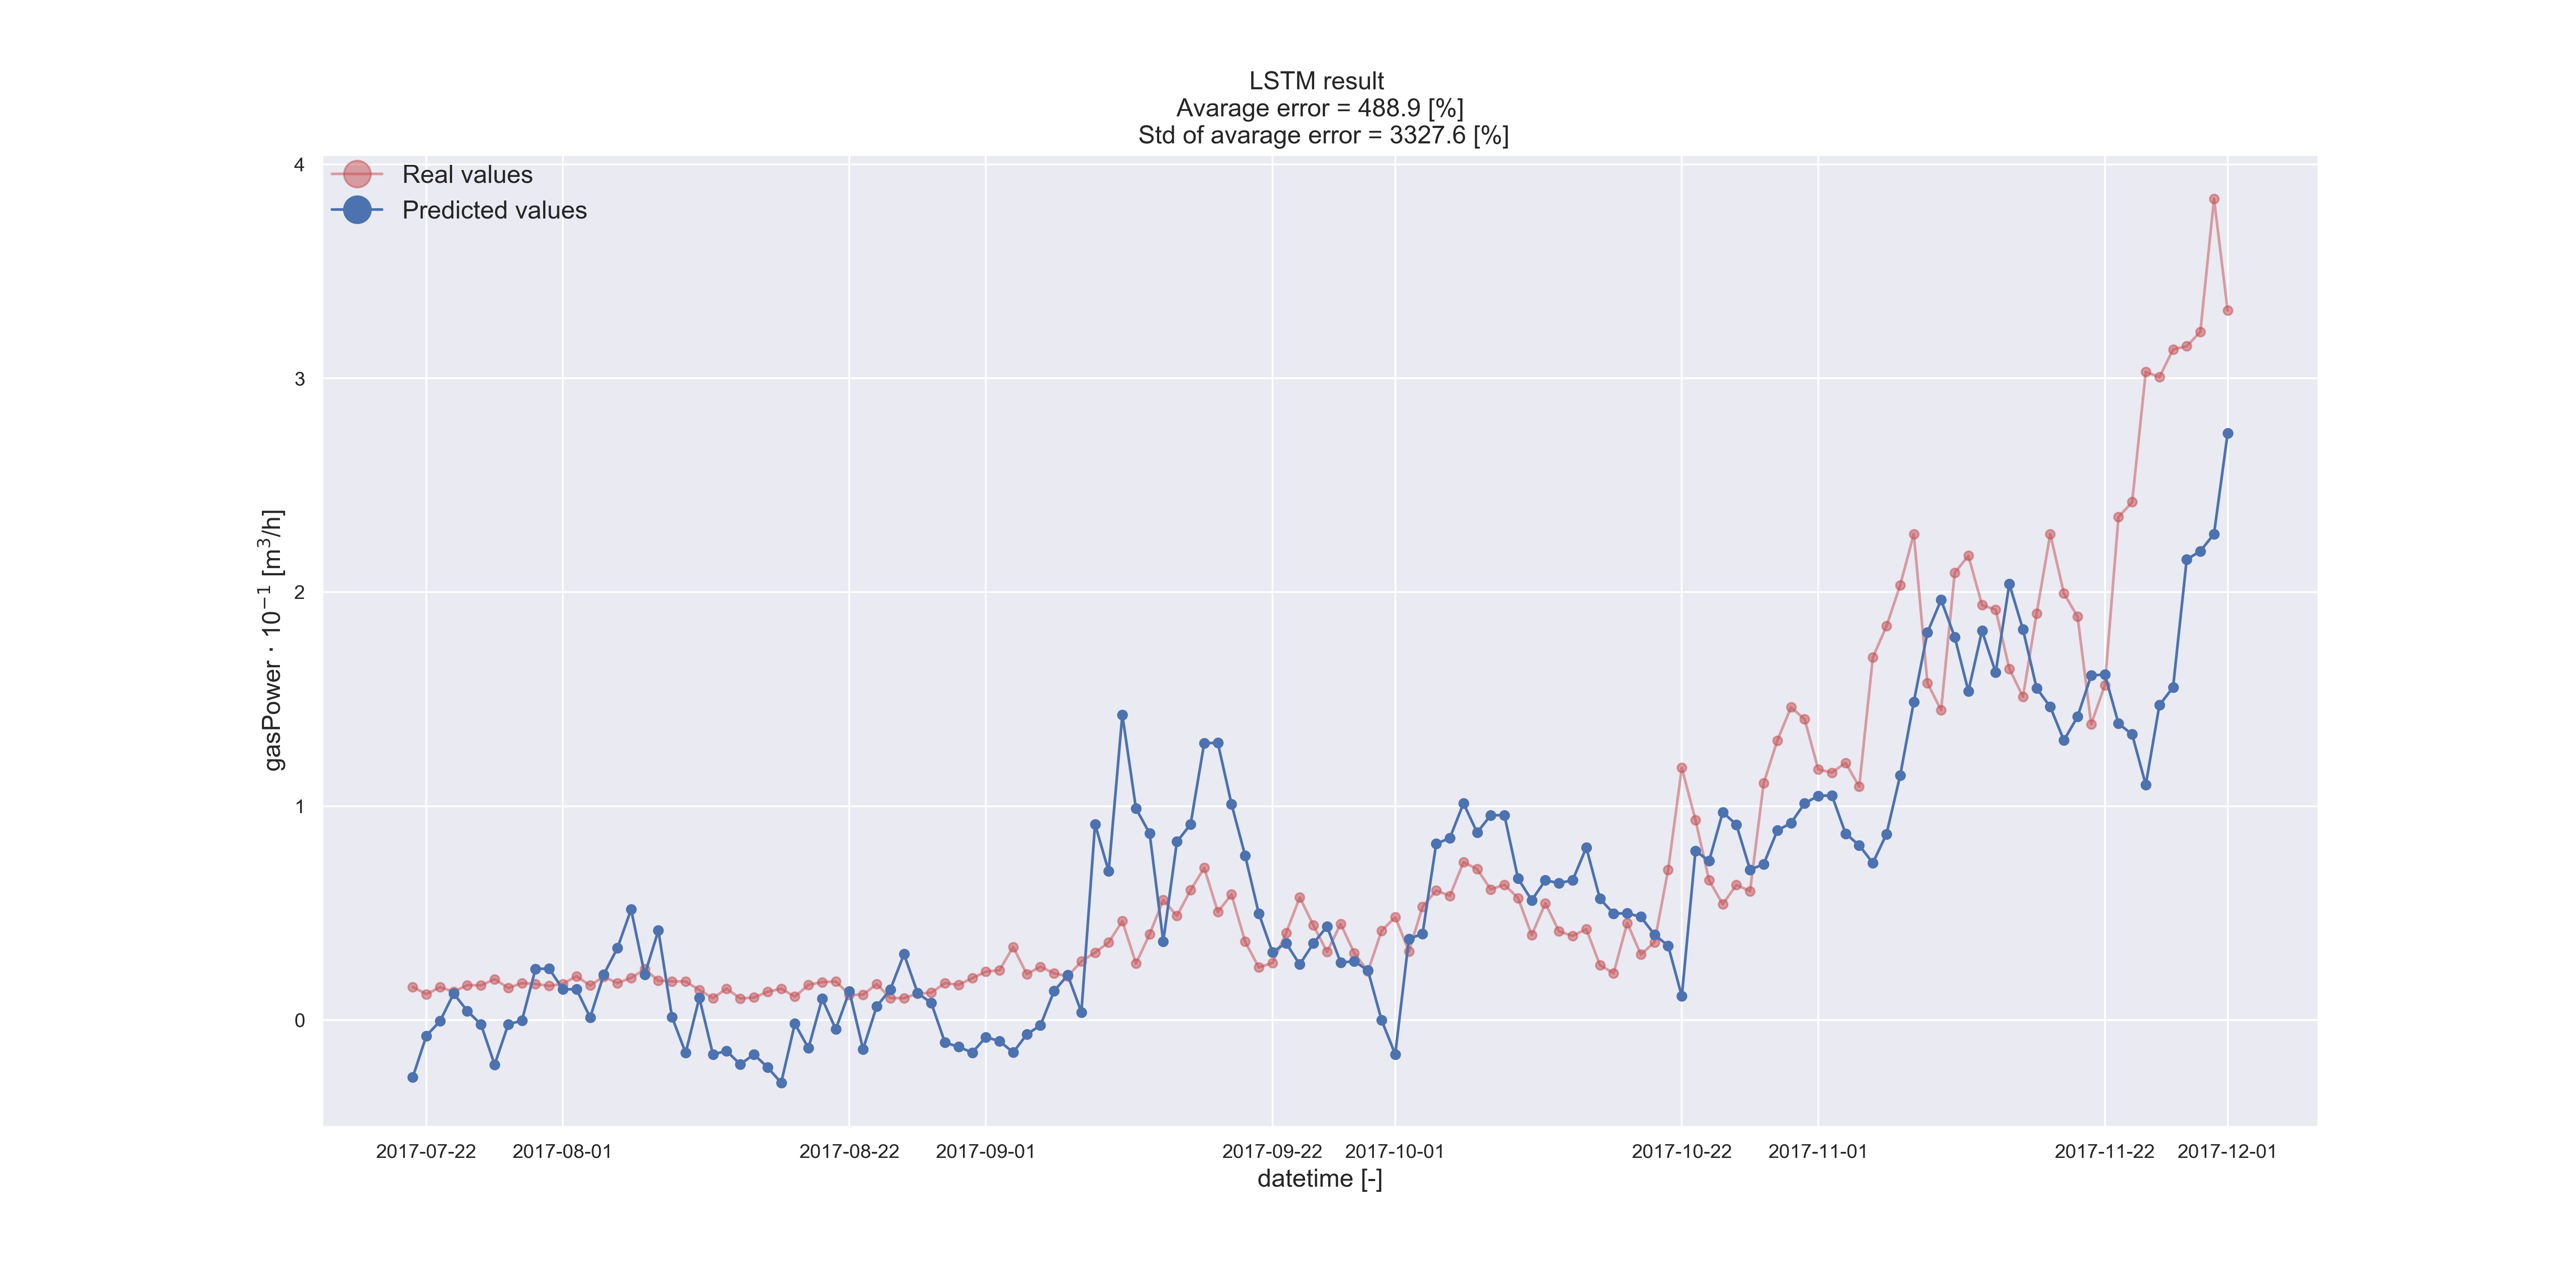 LSTM result
Avarage error = 488.9 [%]
Std of avarage error = 3327.6 [%]
Real values
Predicted values
gasPower · 10⁻¹ [m³/h]
4
3
2
1
0
2017-07-22 2017-08-01 2017-08-22 2017-09-01 2017-09-22 2017-10-01 2017-10-22 2017-11-01 2017-11-22 2017-12-01
datetime [-]